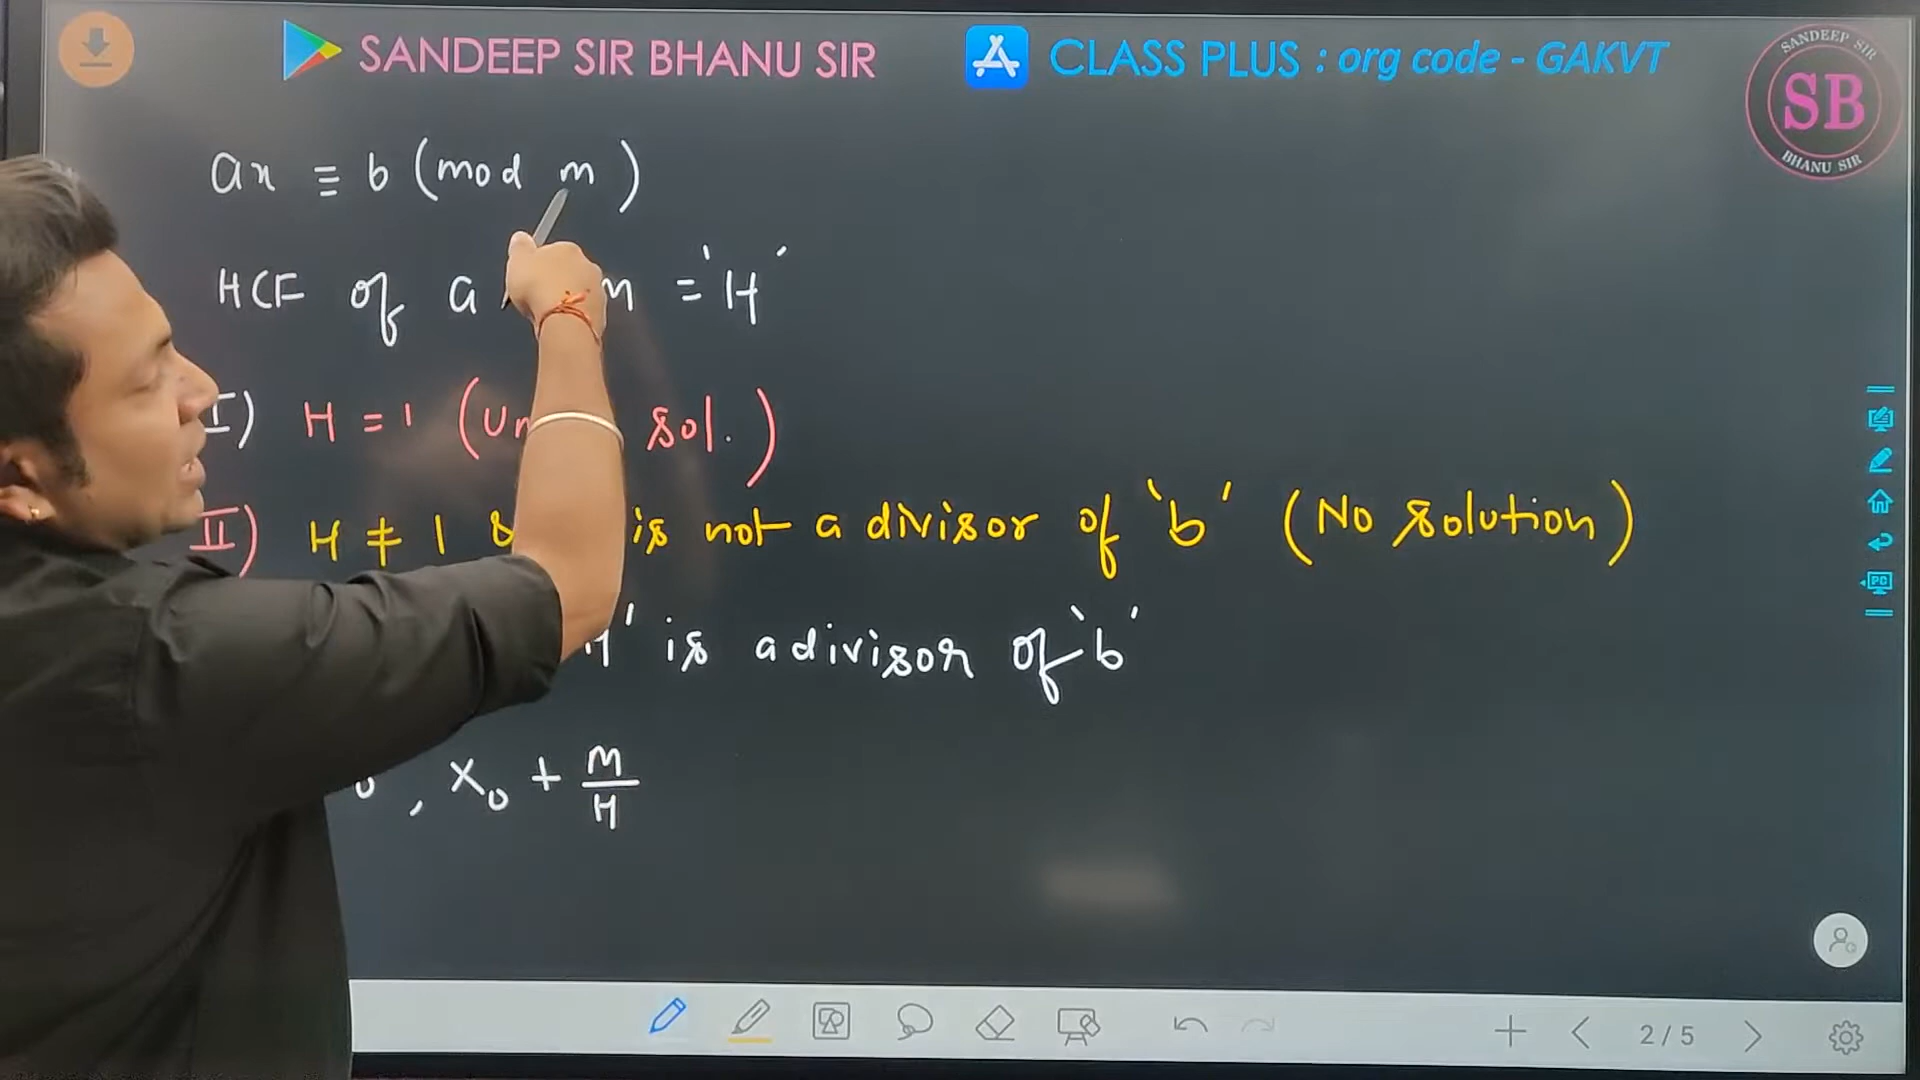 SANDEEP SIR BHANU SIR
CLASS PLUS : org code - GAKVT
SANDEEP SIR
SB
BHANU SIR
ax ≡ b (mod m)
HCF of a m = 'H'
I) H = 1 ( sol.)
II) H ≠ 1 & is not a divisor of 'b' (No solution)
H' is a divisor of 'b'
, x₀ + M/H
PC
2 / 5